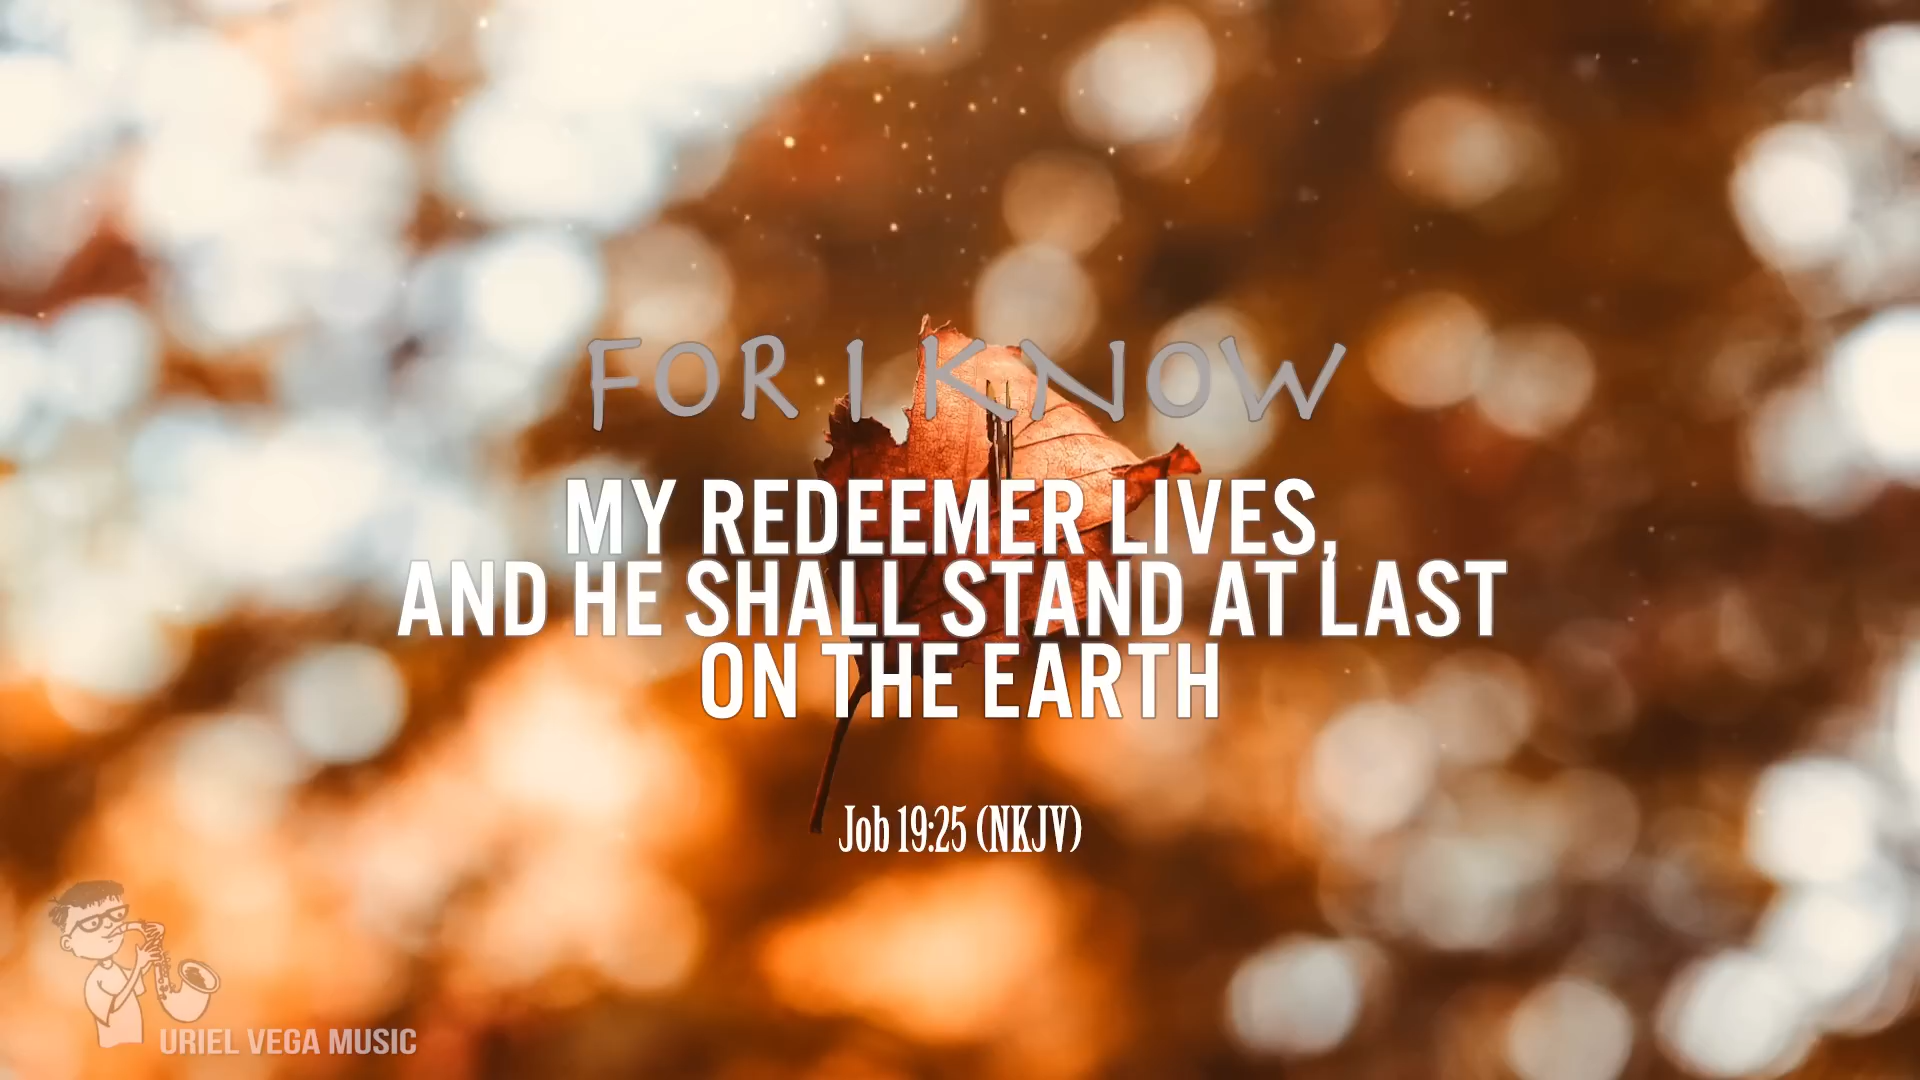 FOR I KNOW
MY REDEEMER LIVES,
AND HE SHALL STAND AT LAST
ON THE EARTH
Job 19:25 (NKJV)
URIEL VEGA MUSIC